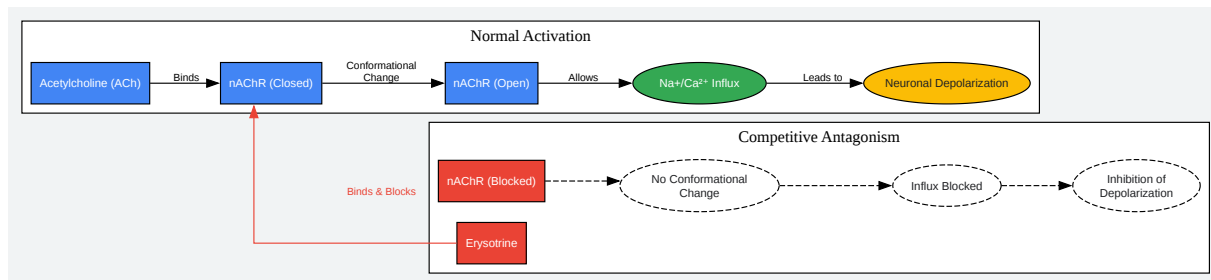 Normal Activation
Acetylcholine (ACh)
Binds
nAChR (Closed)
Conformational
Change
nAChR (Open)
Allows
Na+/Ca²⁺ Influx
Leads to
Neuronal Depolarization
Competitive Antagonism
nAChR (Blocked)
No Conformational
Change
Influx Blocked
Inhibition of
Depolarization
Binds & Blocks
Erysotrine